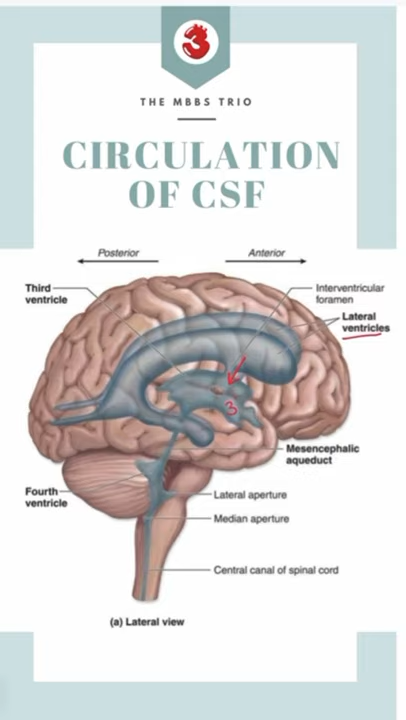 3
THE MBBS TRIO
CIRCULATION
OF CSF
Posterior
Anterior
Third
ventricle
Interventricular
foramen
Lateral
ventricles
3
Mesencephalic
aqueduct
Fourth
ventricle
Lateral aperture
Median aperture
Central canal of spinal cord
(a) Lateral view